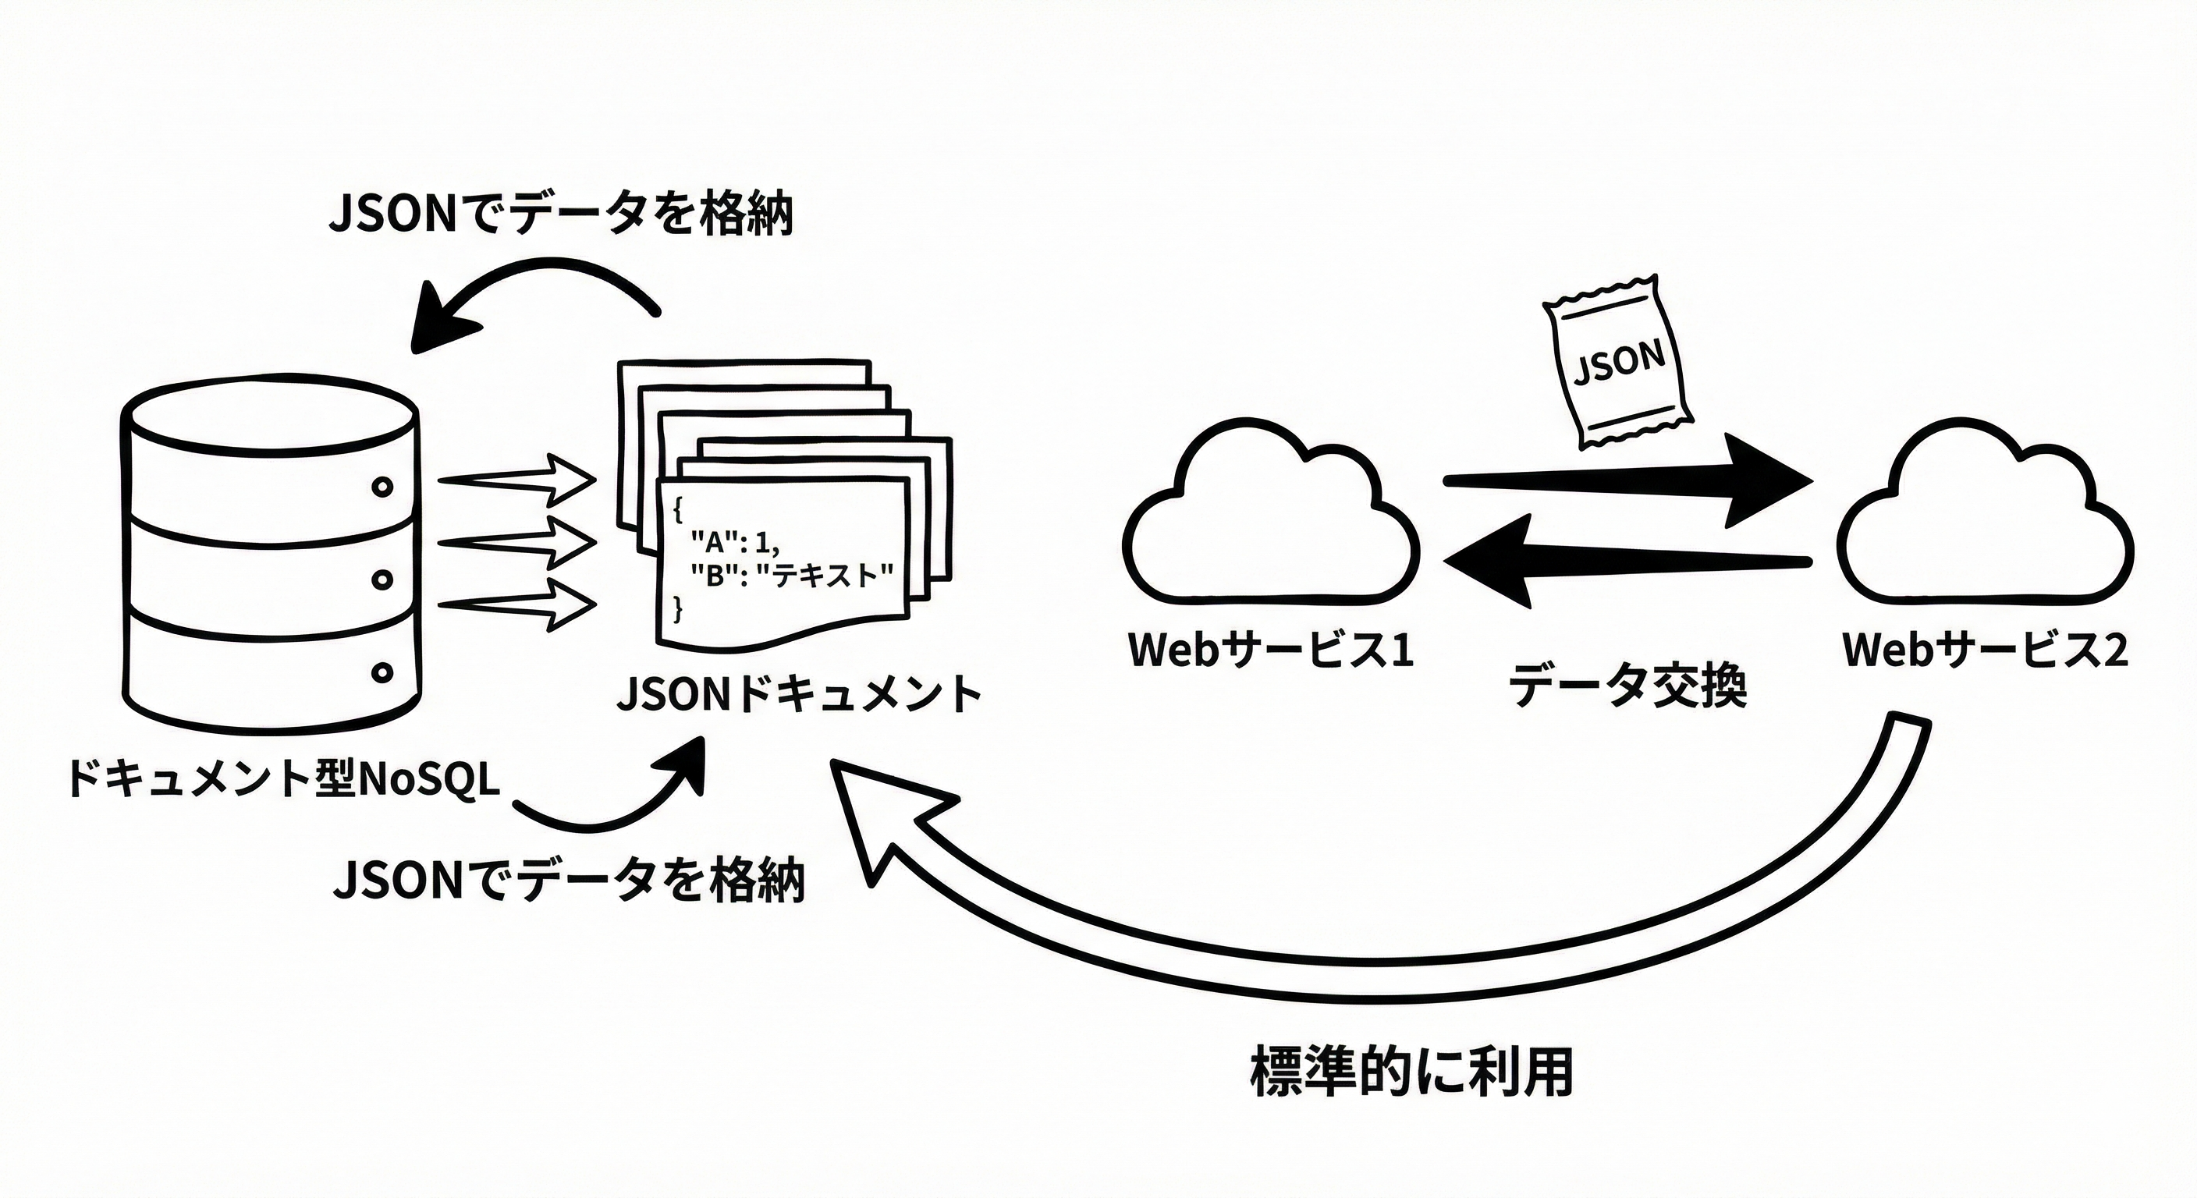 JSONでデータを格納
{
"A": 1,
"B": "テキスト"
}
JSONドキュメント
ドキュメント型NoSQL
JSONでデータを格納
JSON
Webサービス1
データ交換
Webサービス2
標準的に利用